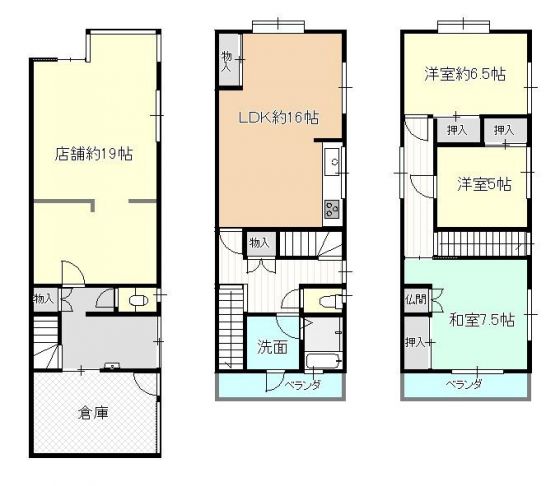 店舗約19帖
物入
倉庫
物入
LDK約16帖
物入
洗面
ベランダ
洋室約6.5帖
押入
押入
洋室5帖
仏間
和室7.5帖
押入
ベランダ